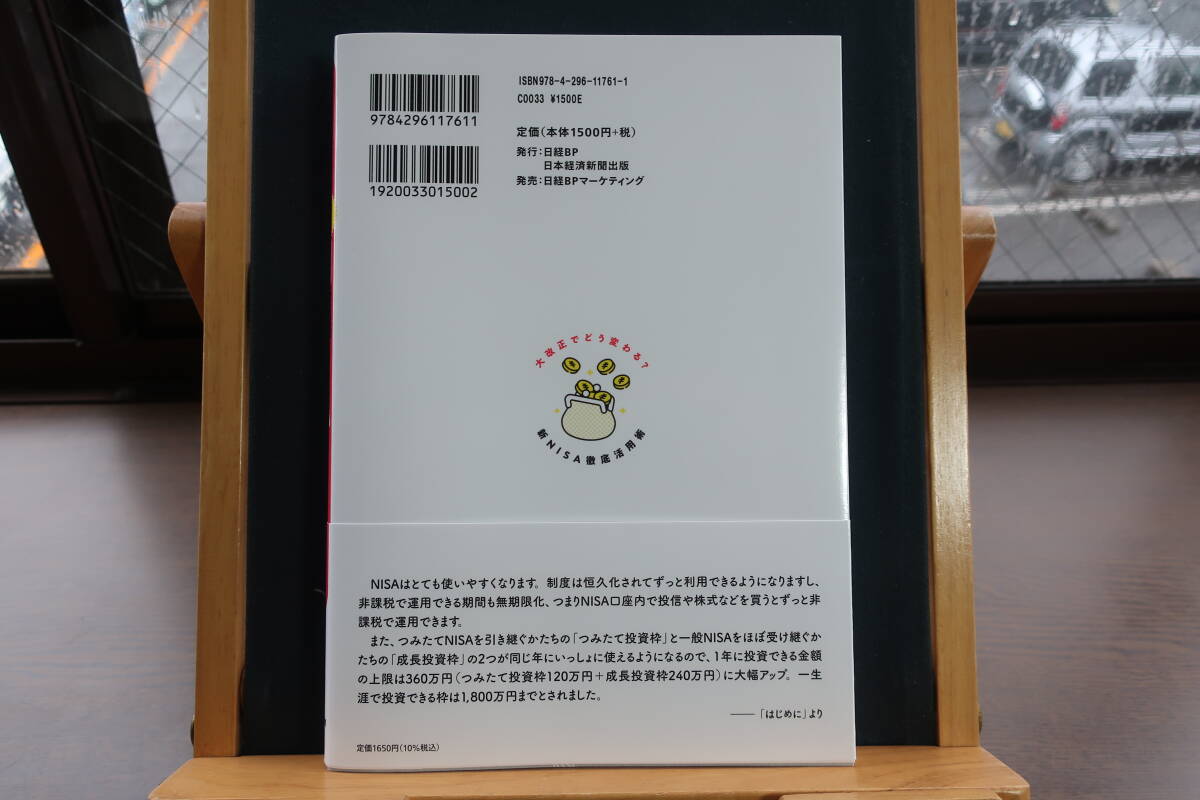 ISBN978-4-296-11761-1
C0033 ¥1500E
9784296117611
定価(本体1500円+税)
発行：日経BP
日本経済新聞出版
発売：日経BPマーケティング
1920033015002
大改正でどう変わる?
新NISA徹底活用術
NISAはとても使いやすくなります。制度は恒久化されてずっと利用できるようになりますし、
非課税で運用できる期間も無期限化、つまりNISA口座内で投信や株式などを買うとずっと非
課税で運用できます。
また、つみたてNISAを引き継ぐかたちの「つみたて投資枠」と一般NISAをほぼ受け継ぐか
たちの「成長投資枠」の2つが同じ年にいっしょに使えるようになるので、1年に投資できる金額
の上限は360万円（つみたて投資枠120万円＋成長投資枠240万円）に大幅アップ。一生
涯で投資できる枠は1,800万円までとされました。
――「はじめに」より
定価1650円(10%税込)